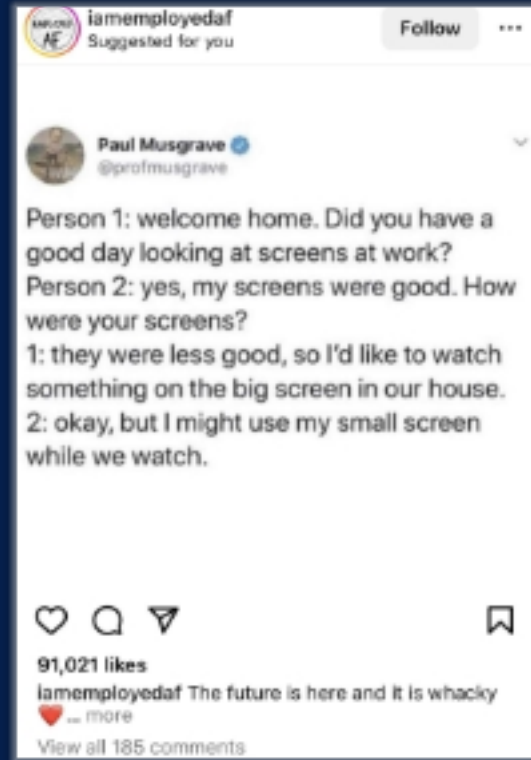 iamemployedaf
Suggested for you
Follow
AF
Paul Musgrave
@profmusgrave
Person 1: welcome home. Did you have a
good day looking at screens at work?
Person 2: yes, my screens were good. How
were your screens?
1: they were less good, so I'd like to watch
something on the big screen in our house.
2: okay, but I might use my small screen
while we watch.
91,021 likes
iamemployedaf The future is here and it is whacky
❤️ ... more
View all 185 comments